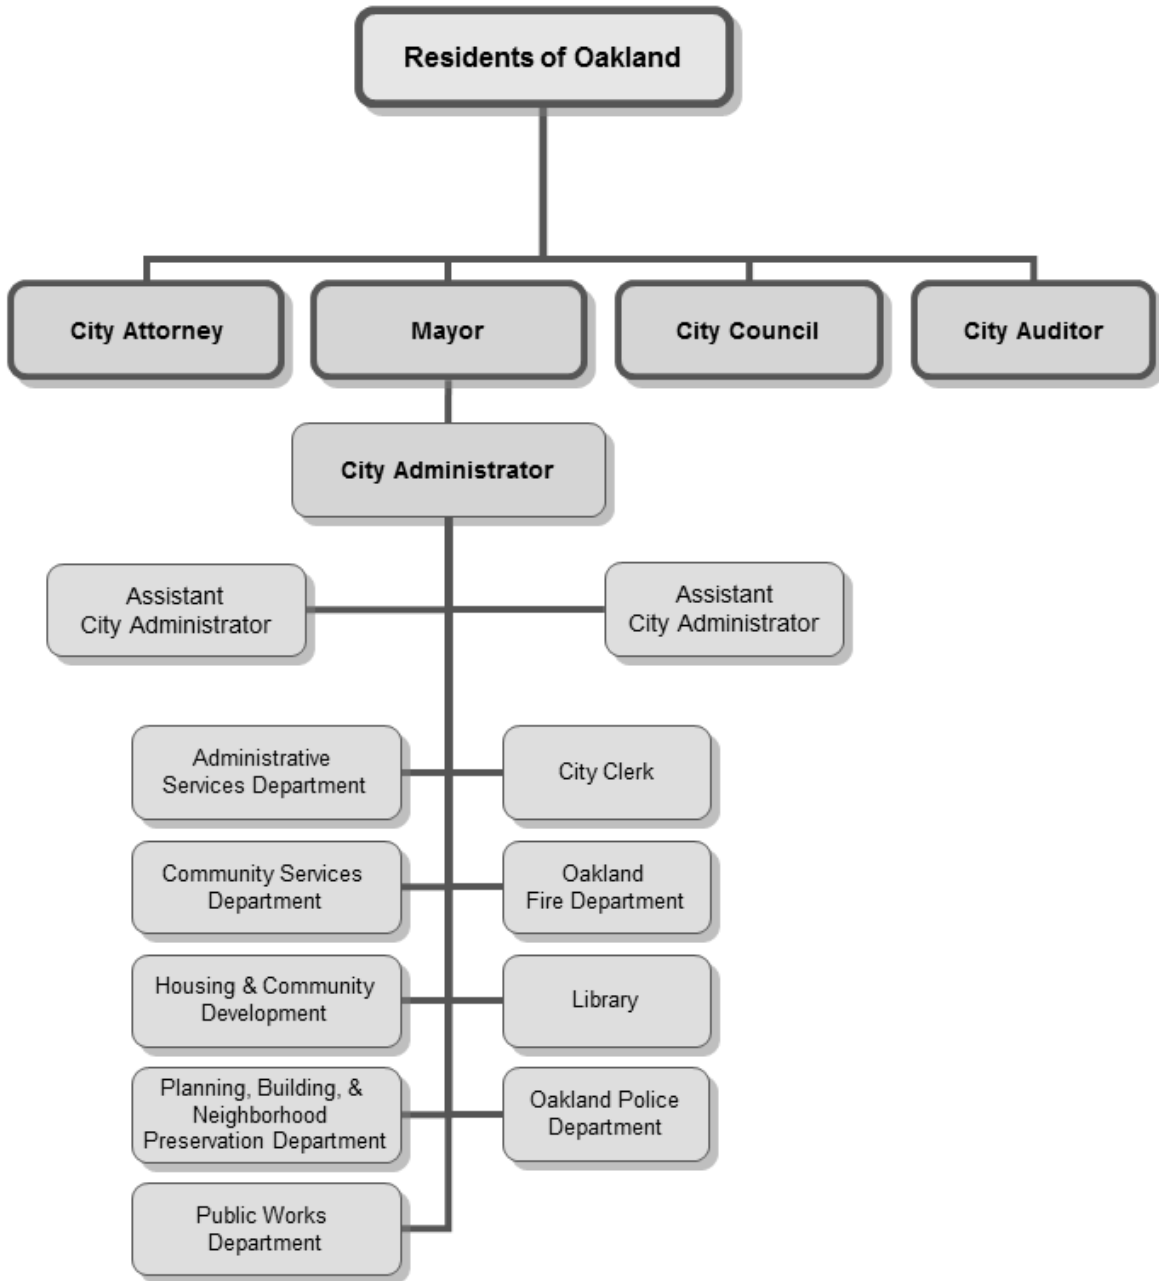 Residents of Oakland
City Attorney
Mayor
City Council
City Auditor
City Administrator
Assistant
City Administrator
Assistant
City Administrator
Administrative
Services Department
City Clerk
Community Services
Department
Oakland
Fire Department
Housing & Community
Development
Library
Planning, Building, &
Neighborhood
Preservation Department
Oakland Police
Department
Public Works
Department